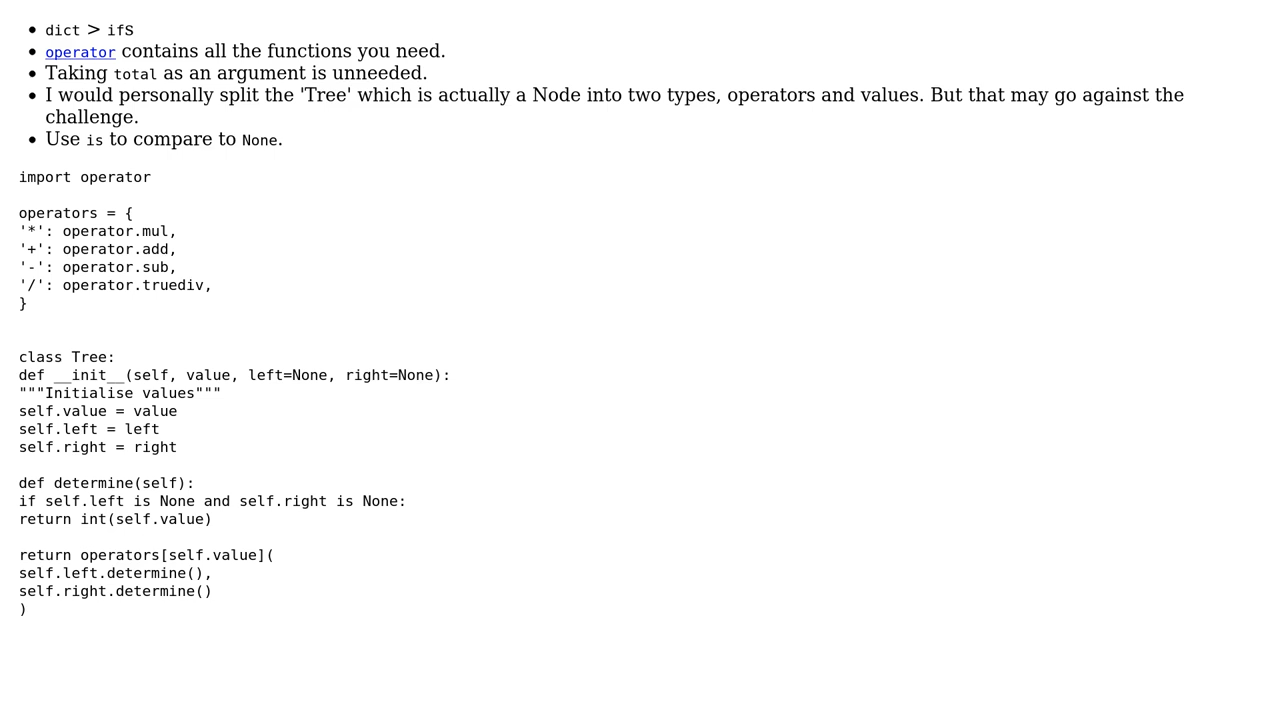 dict > ifs
operator contains all the functions you need.
Taking total as an argument is unneeded.
I would personally split the 'Tree' which is actually a Node into two types, operators and values. But that may go against the
challenge.
Use is to compare to None.
import operator
operators = {
'*': operator.mul,
'+': operator.add,
'-': operator.sub,
'/': operator.truediv,
}
class Tree:
def __init__(self, value, left=None, right=None):
"""Initialise values"""
self.value = value
self.left = left
self.right = right
def determine(self):
if self.left is None and self.right is None:
return int(self.value)
return operators[self.value](
self.left.determine(),
self.right.determine()
)